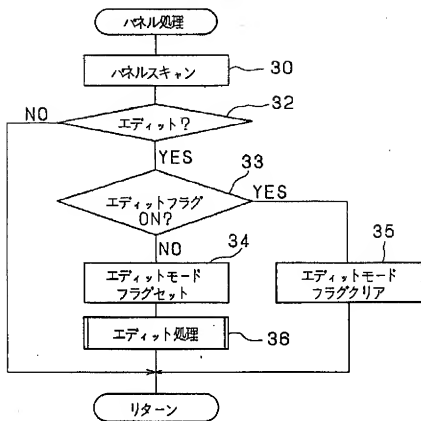 パネル処理
パネルスキャン
30
32
NO
エディット?
YES
33
エディットフラグ
ON?
YES
NO
34
35
エディットモード
フラグセット
エディットモード
フラグクリア
エディット処理
36
リターン